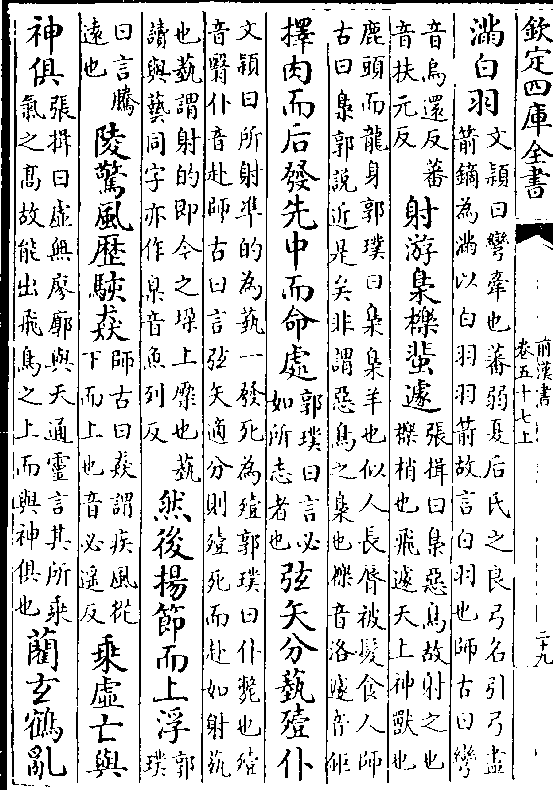 欽定四庫全書
前漢書
卷五十七上
二十九
滿白羽
文潁曰彎牽也蕃弱夏后氏之良弓名引弓盡
箭鏑為滿以白羽羽箭故言白羽也師古曰彎
音烏還反蕃
音扶元反
射游梟櫟蜚遽
張揖曰梟惡鳥故射之也
櫟梢也飛遽天上神獸也
鹿頭而龍身郭璞曰梟梟羊也似人長脣被髮食人師
古曰梟郭說近是矣非謂惡鳥之梟也櫟音洛遽音鉅
擇肉而后發先中而命處
郭璞曰言必
如所志者也
弦矢分藝殪仆
文潁曰所射凖的為藝一發死為殪郭璞曰仆斃也殪
音翳仆音赴師古曰言弦矢適分則殪死而赴如射藝
也藝謂射的即今之垜上也藝
讀與藝同字亦作臬音魚列反
然後揚節而上浮
郭
璞
曰言騰
遠也
陵驚風歷駭猋
師古曰猋謂疾風從
下而上也音必遥反
乘虛亡與
神俱
張揖曰虛無廖廓與天通靈言其所乘
氣之髙故能出飛鳥之上而與神俱也
藺玄鶴亂